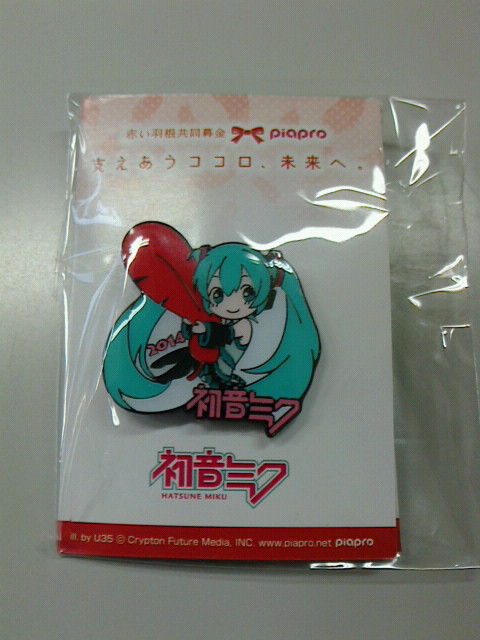 赤い羽根共同募金 piapro
支えあうココロ、未来へ。
2014
初音ミク
初音ミク
HATSUNE MIKU
ill. by U35 © Crypton Future Media, INC. www.piapro.net piapro